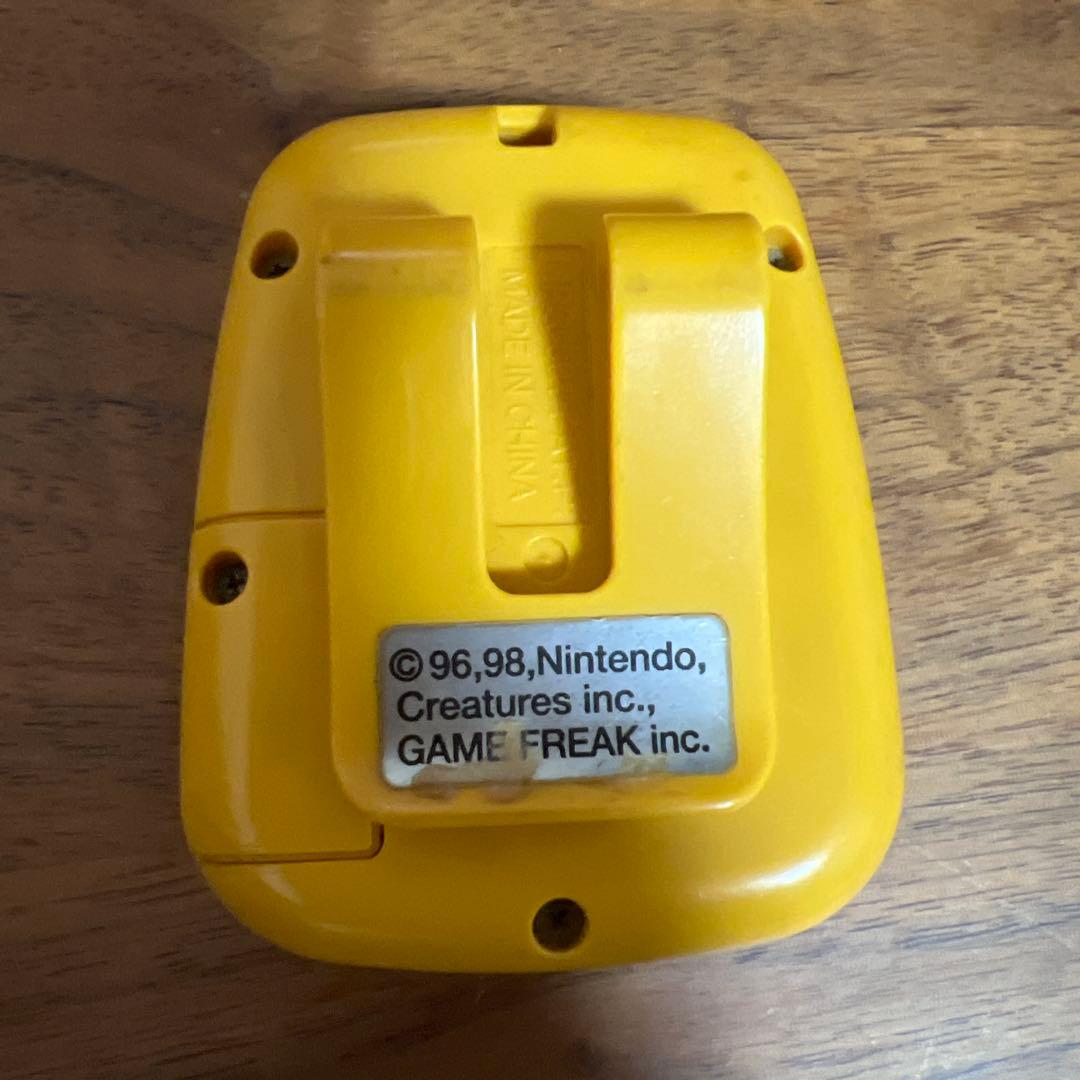 MADE IN CHINA
© 96,98,Nintendo,
Creatures inc.,
GAME FREAK inc.